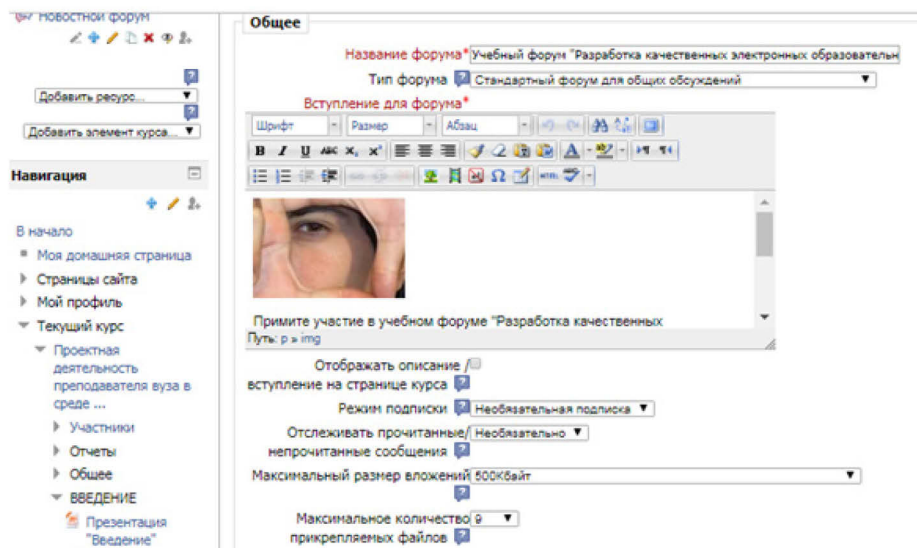 Новостной форум
Добавить ресурс...
Добавить элемент курса...
Навигация
В начало
Моя домашняя страница
Страницы сайта
Мой профиль
Текущий курс
Проектная
деятельность
преподавателя вуза в
среде ...
Участники
Отчеты
Общее
ВВЕДЕНИЕ
Презентация
"Введение"
Общее
Название форума* Учебный форум "Разработка качественных электронных образовательн
Тип форума ? Стандартный форум для общих обсуждений
Вступление для форума*
Шрифт Размер Абзац
B I U ABC x, x²
HTML
Примите участие в учебном форуме "Разработка качественных
Путь: p » img
Отображать описание /
вступление на странице курса ?
Режим подписки ? Необязательная подписка
Отслеживать прочитанные/ Необязательно
непрочитанные сообщения ?
Максимальный размер вложений 500Кбайт
?
Максимальное количество 9
прикрепляемых файлов ?